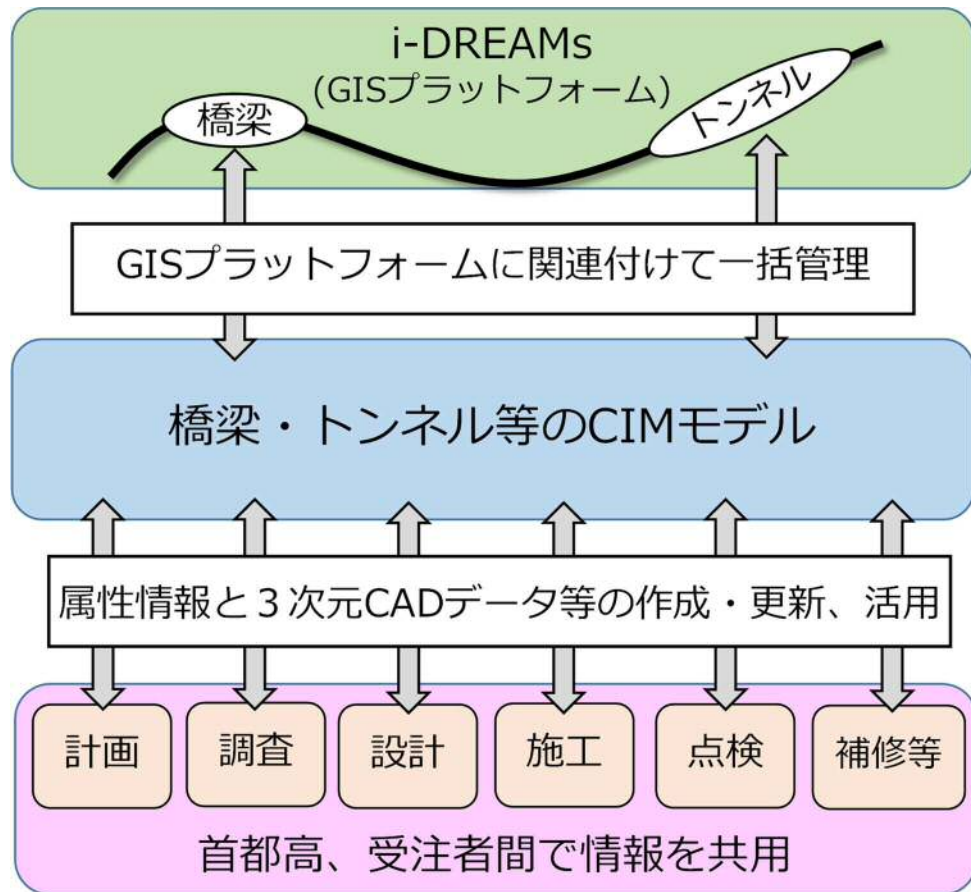 i-DREAMs
(GISプラットフォーム)
橋梁
トンネル
GISプラットフォームに関連付けて一括管理
橋梁・トンネル等のCIMモデル
属性情報と３次元CADデータ等の作成・更新、活用
計画
調査
設計
施工
点検
補修等
首都高、受注者間で情報を共用